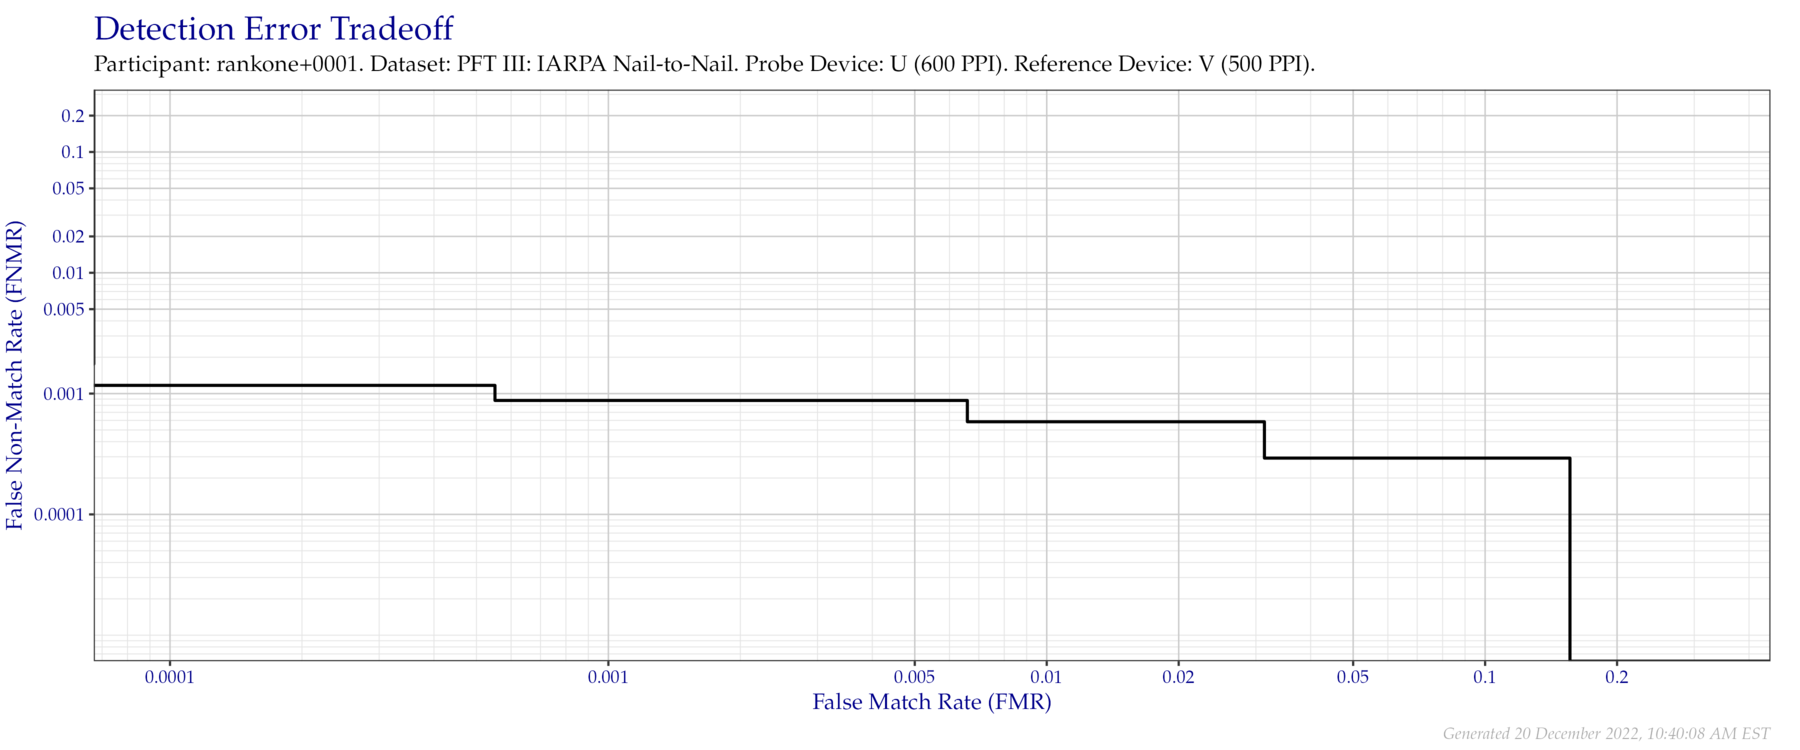 Detection Error Tradeoff
Participant: rankone+0001. Dataset: PFT III: IARPA Nail-to-Nail. Probe Device: U (600 PPI). Reference Device: V (500 PPI).
False Non-Match Rate (FNMR)
0.2
0.1
0.05
0.02
0.01
0.005
0.001
0.0001
0.0001 0.001 0.005 0.01 0.02 0.05 0.1 0.2
False Match Rate (FMR)
Generated 20 December 2022, 10:40:08 AM EST